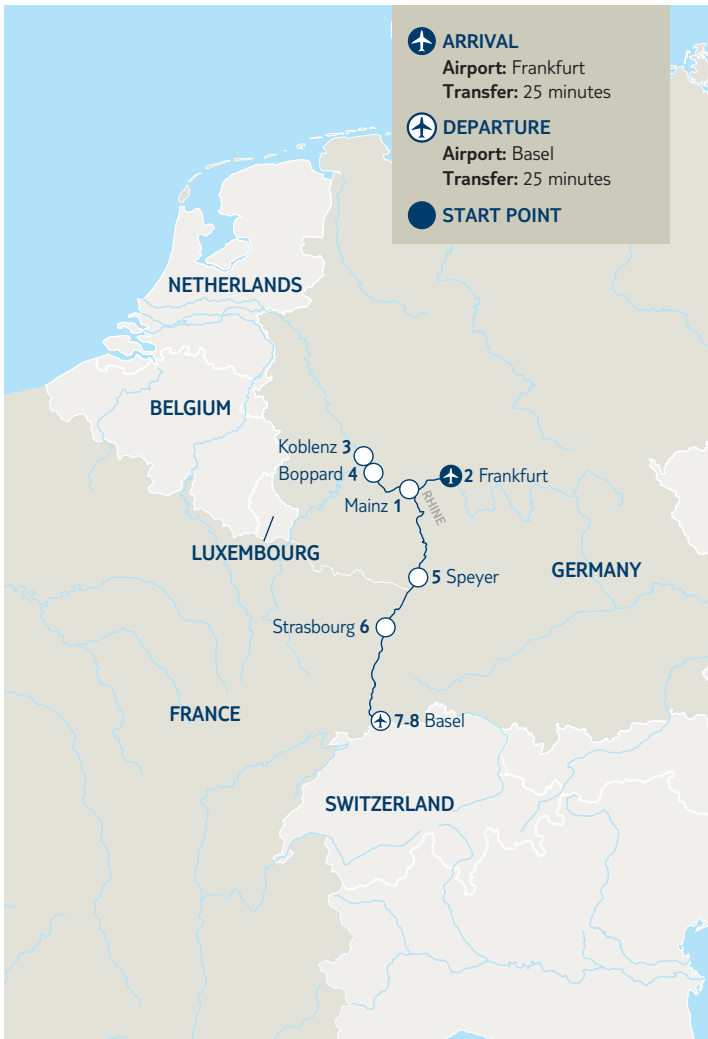 ARRIVAL
Airport: Frankfurt
Transfer: 25 minutes
DEPARTURE
Airport: Basel
Transfer: 25 minutes
START POINT
NETHERLANDS
BELGIUM
Koblenz 3
Boppard 4
2 Frankfurt
Mainz 1
RHINE
LUXEMBOURG
GERMANY
5 Speyer
Strasbourg 6
FRANCE
7-8 Basel
SWITZERLAND